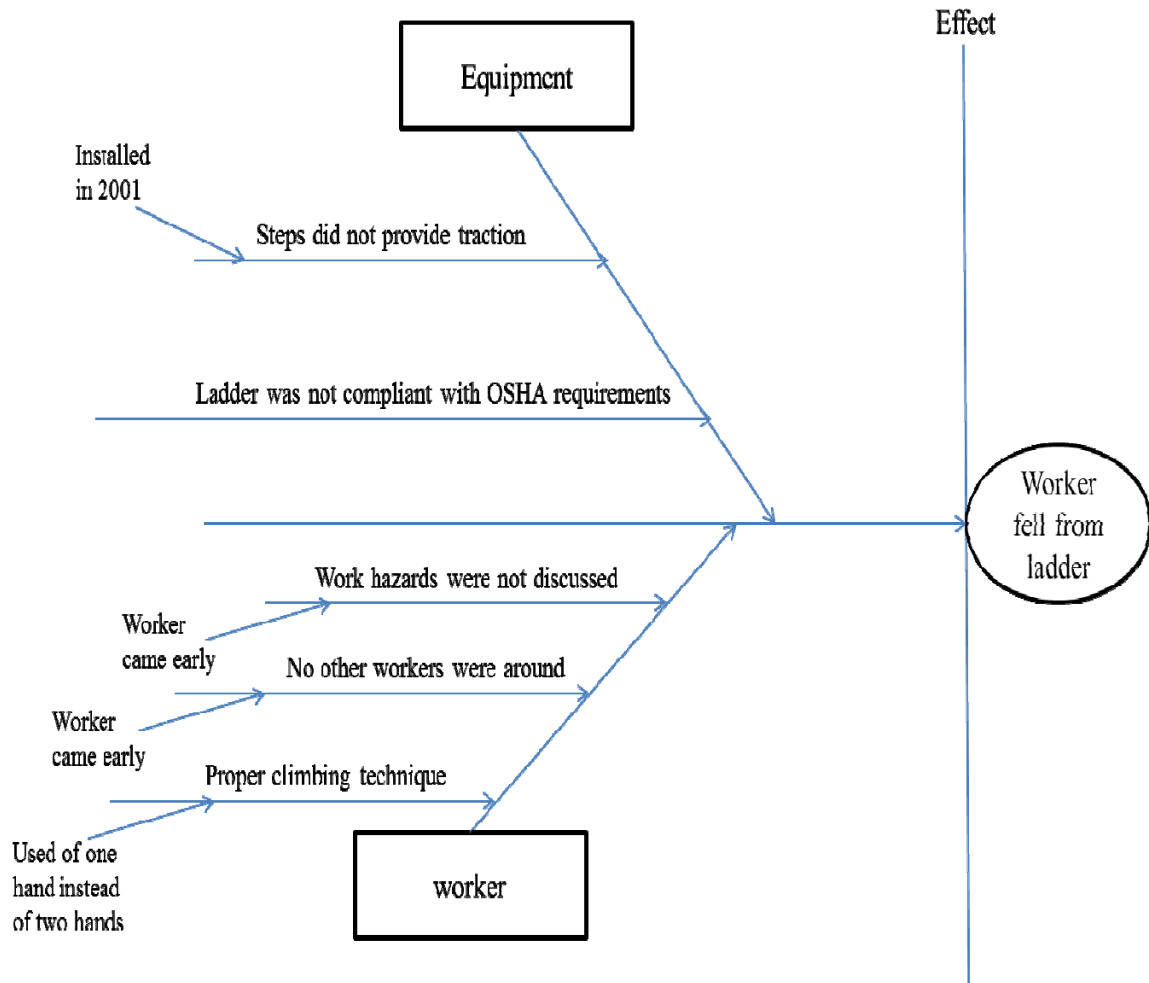 Effect
Equipment
Installed
in 2001
Steps did not provide traction
Ladder was not compliant with OSHA requirements
Worker
fell from
ladder
Work hazards were not discussed
Worker
came early
No other workers were around
Worker
came early
Proper climbing technique
Used of one
hand instead
of two hands
worker